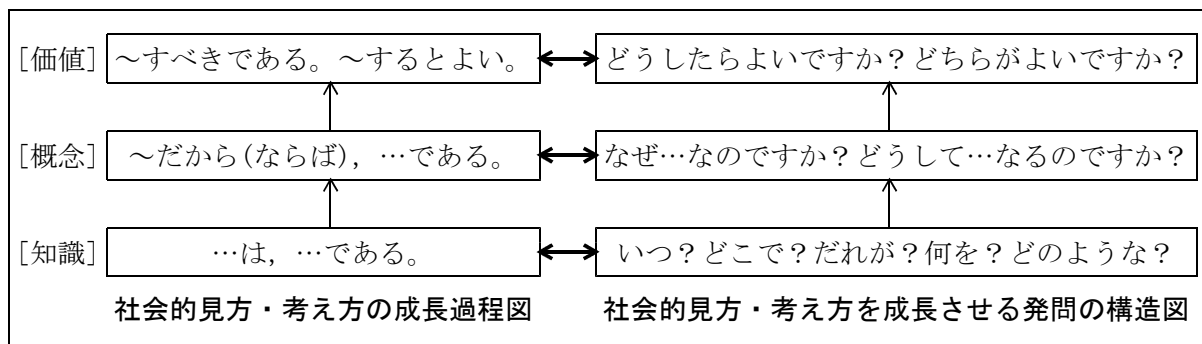 [価値] ～すべきである。～するとよい。 どうしたらよいですか？どちらがよいですか？
[概念] ～だから(ならば)，…である。 なぜ…なのですか？どうして…なるのですか？
[知識] …は，…である。 いつ？どこで？だれが？何を？どのような？
社会的見方・考え方の成長過程図 社会的見方・考え方を成長させる発問の構造図